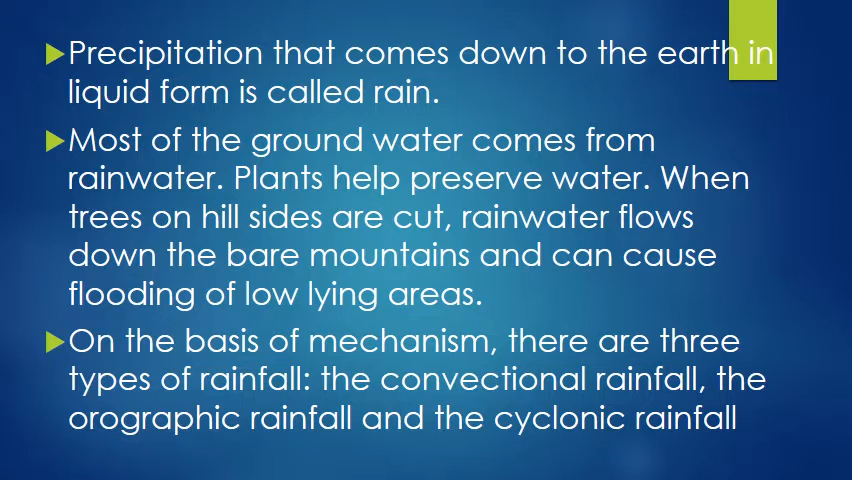 Precipitation that comes down to the earth in
liquid form is called rain.
Most of the ground water comes from
rainwater. Plants help preserve water. When
trees on hill sides are cut, rainwater flows
down the bare mountains and can cause
flooding of low lying areas.
On the basis of mechanism, there are three
types of rainfall: the convectional rainfall, the
orographic rainfall and the cyclonic rainfall